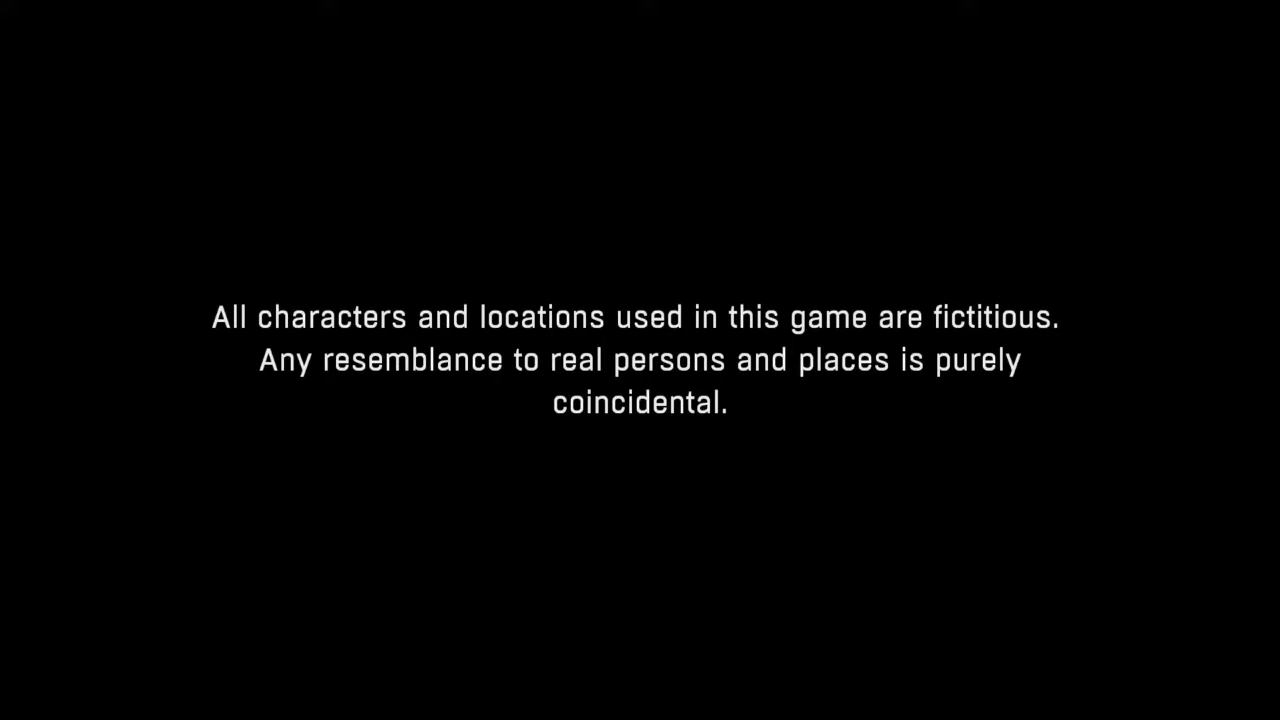 All characters and locations used in this game are fictitious.
Any resemblance to real persons and places is purely
coincidental.